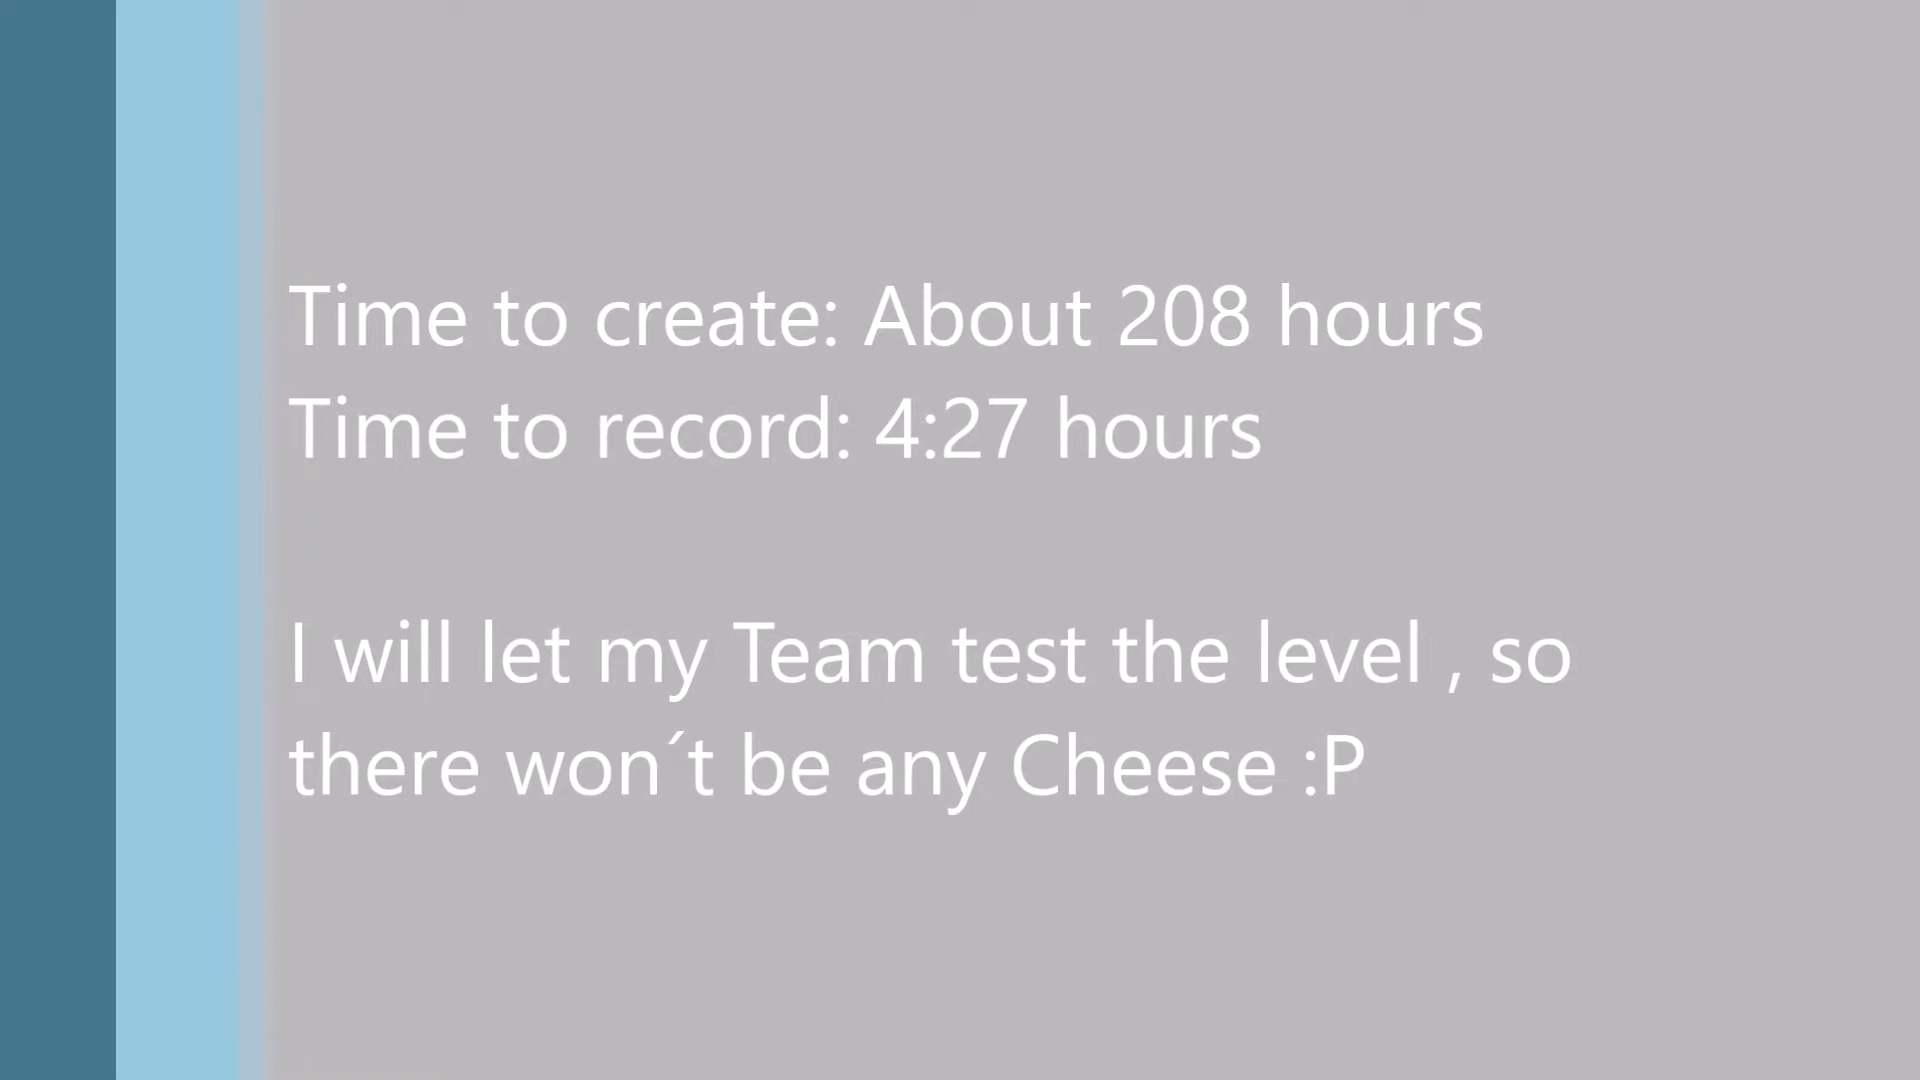 Time to create: About 208 hours
Time to record: 4:27 hours
I will let my Team test the level , so
there won´t be any Cheese :P